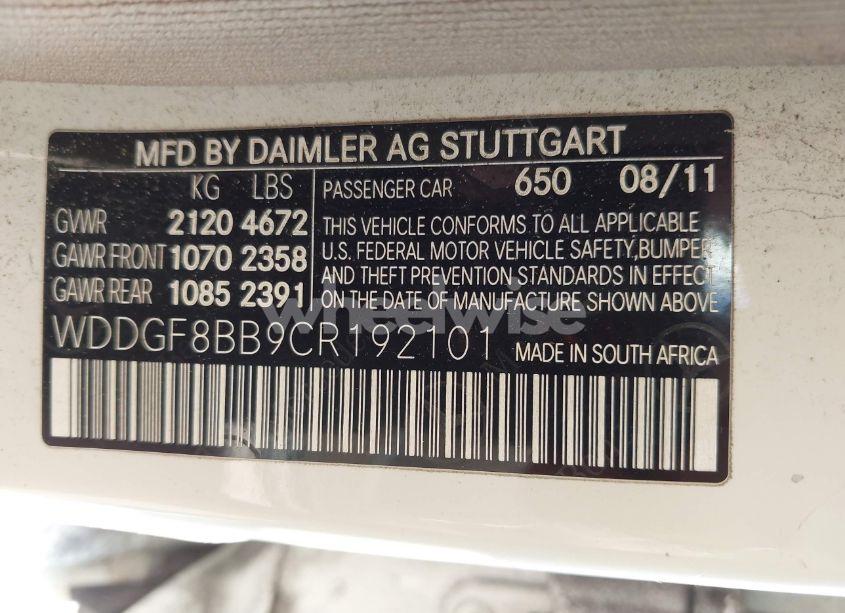 MFD BY DAIMLER AG STUTTGART
KG LBS
GVWR 2120 4672
GAWR FRONT 1070 2358
GAWR REAR 1085 2391
PASSENGER CAR 650 08/11
THIS VEHICLE CONFORMS TO ALL APPLICABLE
U.S. FEDERAL MOTOR VEHICLE SAFETY,BUMPER
AND THEFT PREVENTION STANDARDS IN EFFECT
ON THE DATE OF MANUFACTURE SHOWN ABOVE
wheelwise
WDDGF8BB9CR192101 MADE IN SOUTH AFRICA